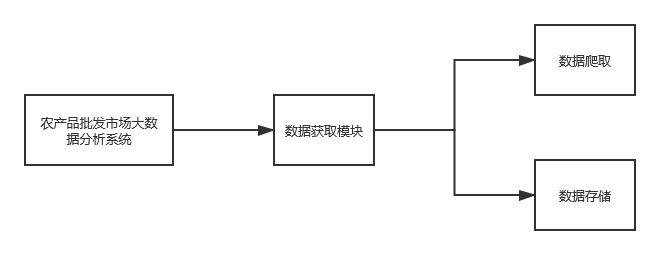 农产品批发市场大数
据分析系统
数据获取模块
数据爬取
数据存储